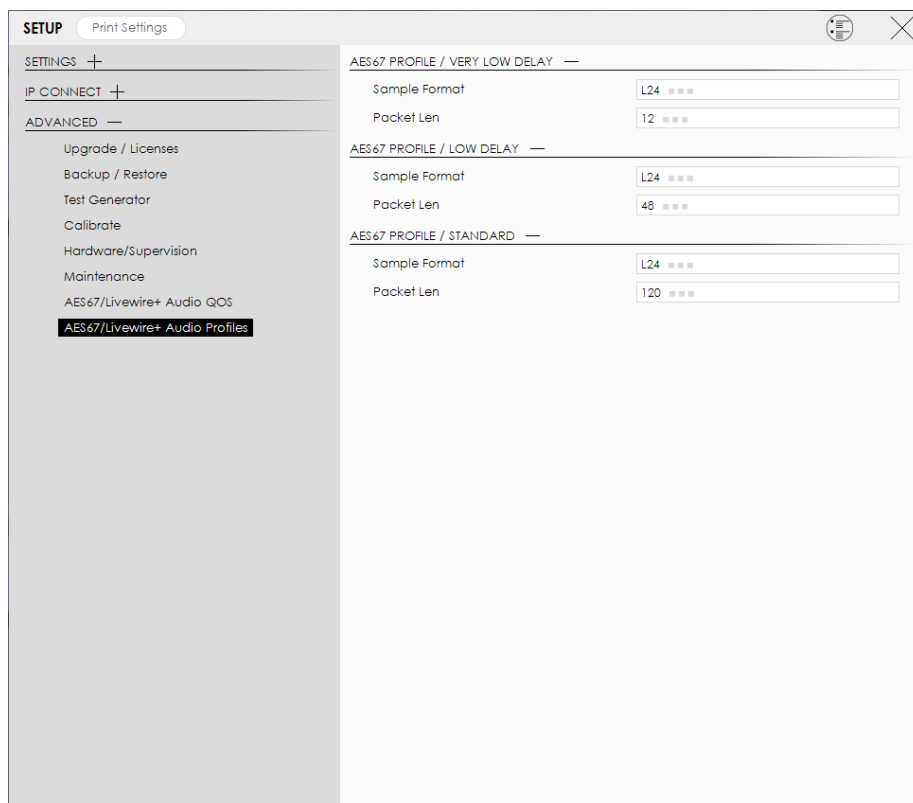 SETUP Print Settings
SETTINGS
IP CONNECT
ADVANCED
Upgrade / Licenses
Backup / Restore
Test Generator
Calibrate
Hardware/Supervision
Maintenance
AES67/Livewire+ Audio QOS
AES67/Livewire+ Audio Profiles
AES67 PROFILE / VERY LOW DELAY
Sample Format L24
Packet Len 12
AES67 PROFILE / LOW DELAY
Sample Format L24
Packet Len 48
AES67 PROFILE / STANDARD
Sample Format L24
Packet Len 120